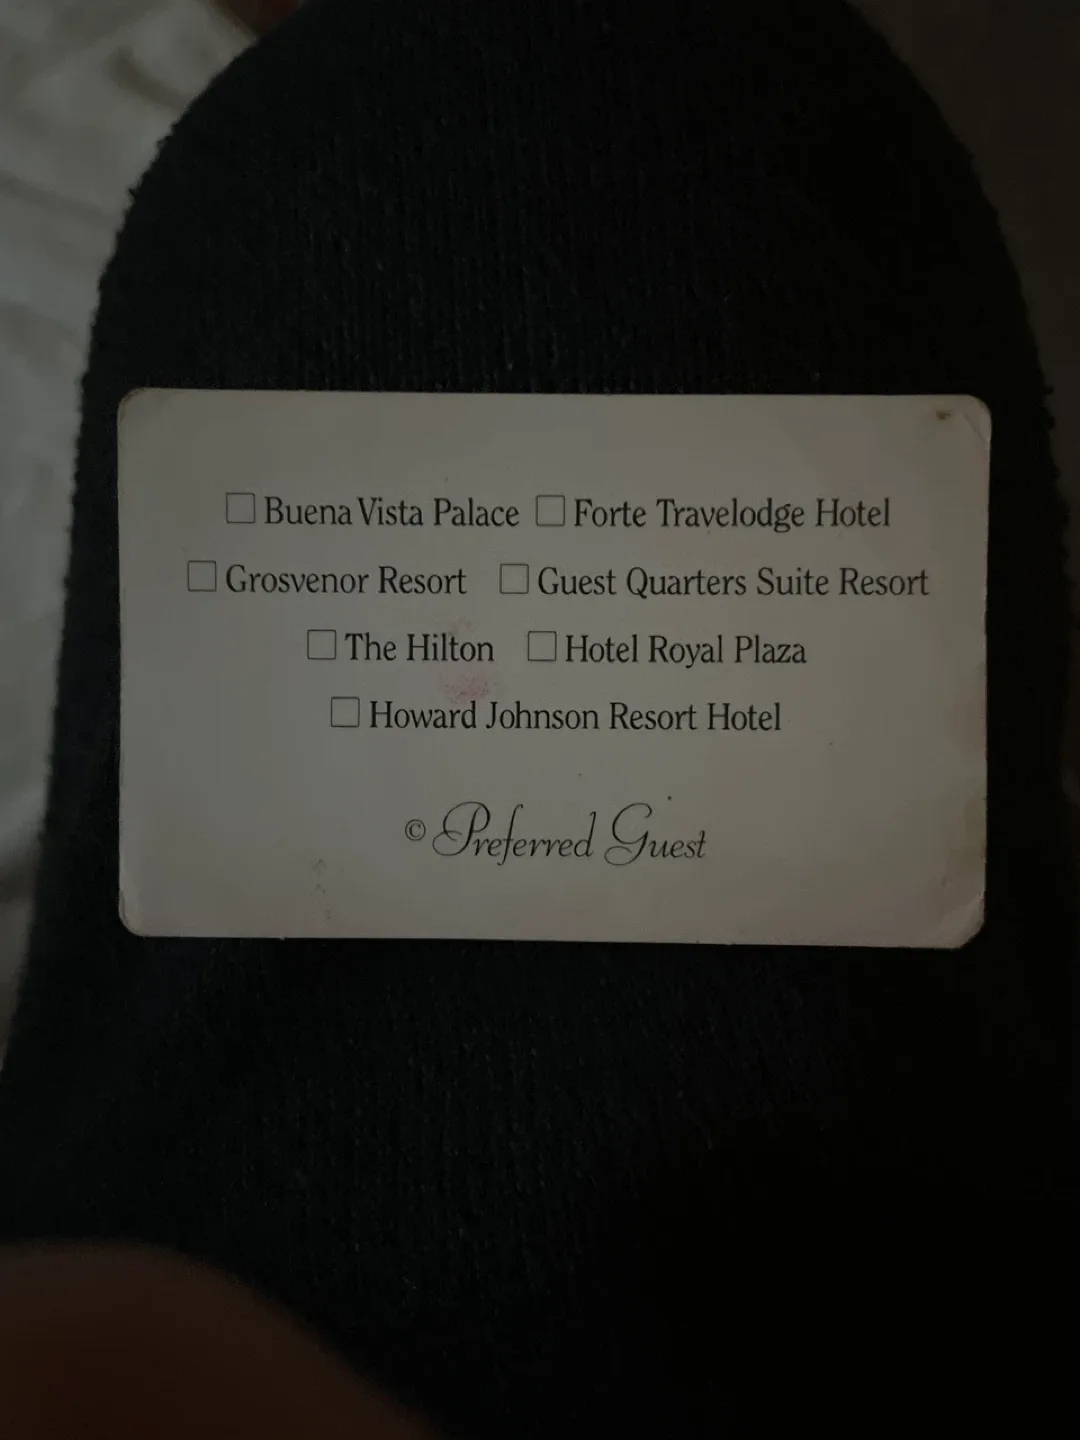 ☐ Buena Vista Palace ☐ Forte Travelodge Hotel
☐ Grosvenor Resort ☐ Guest Quarters Suite Resort
☐ The Hilton ☐ Hotel Royal Plaza
☐ Howard Johnson Resort Hotel
© Preferred Guest